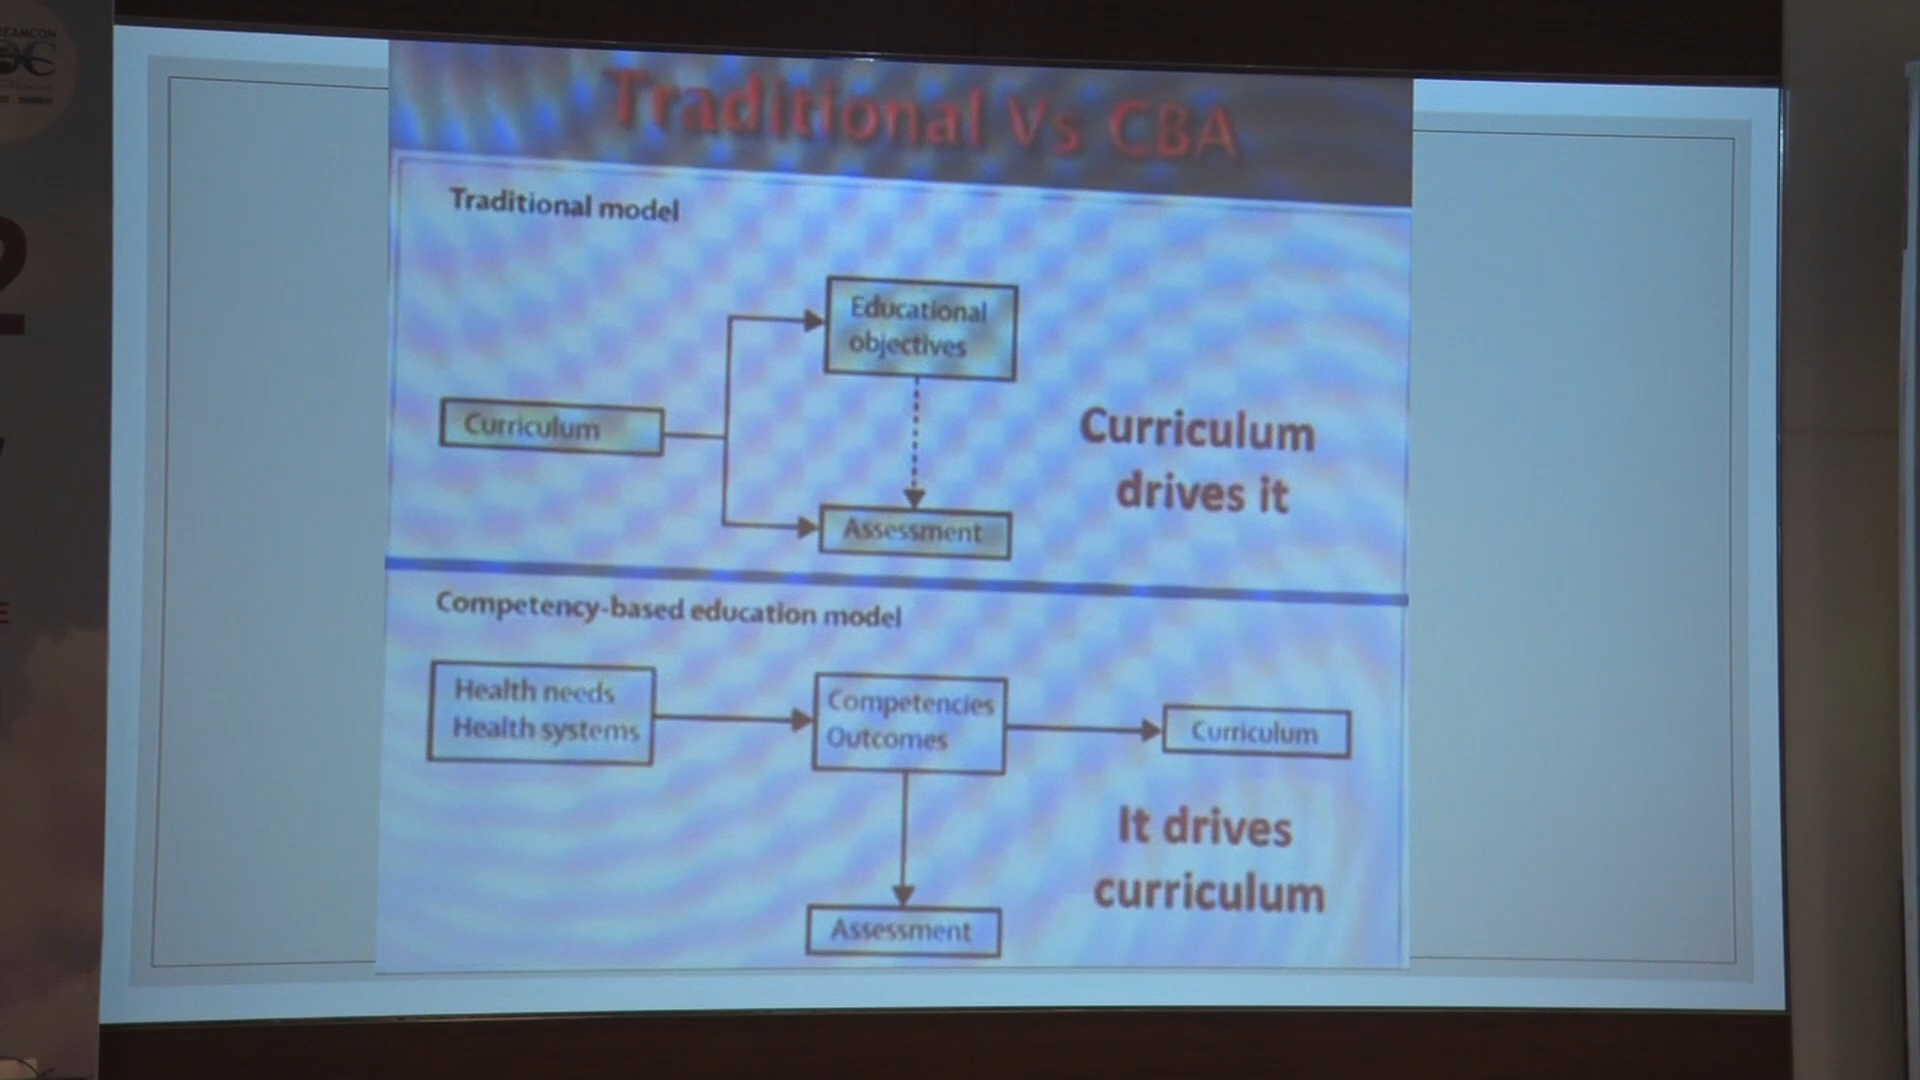 Traditional Vs CBA
Traditional model
Educational
objectives
Curriculum
Curriculum
drives it
Assessment
Competency-based education model
Health needs
Health systems
Competencies
Outcomes
Curriculum
It drives
curriculum
Assessment
2
E